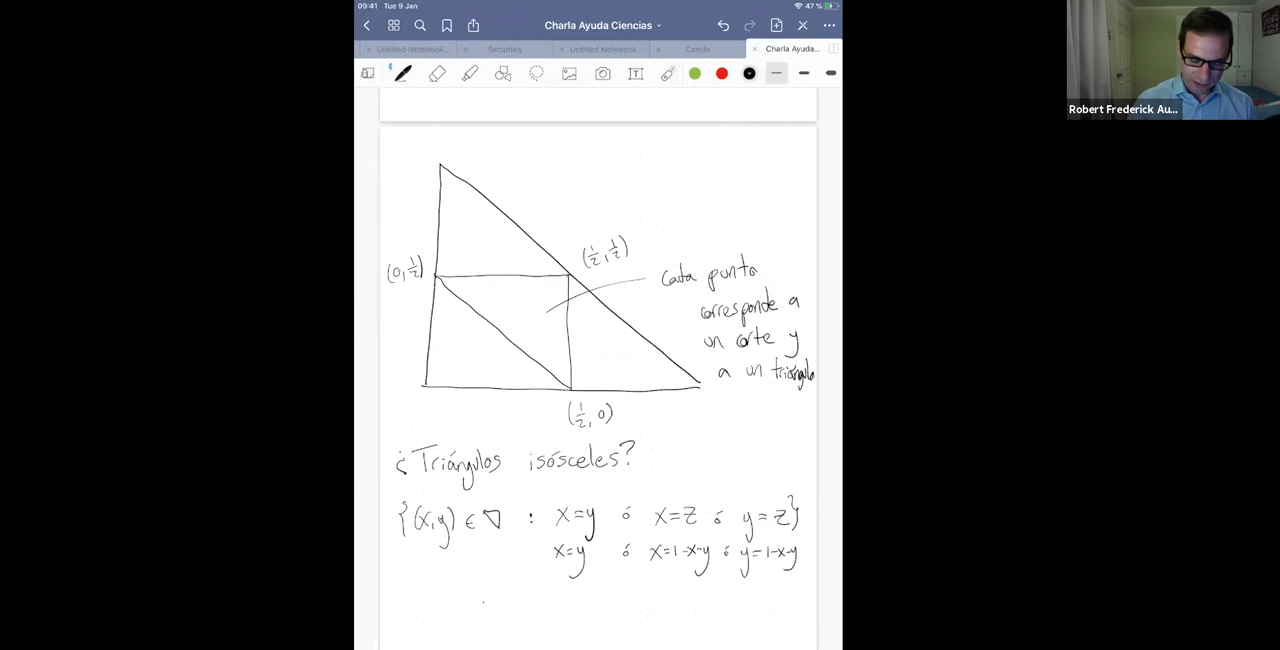 09:41 Tue 9 Jan
47 %
Charla Ayuda Ciencias
Untitled Notebook...
Secantes
Untitled Notebook...
Camila
Charla Ayuda...
Robert Frederick Au...
(0, 1/2)
(1/2, 1/2)
cada punto
corresponde a
un corte y
a un triángulo
(1/2, 0)
¿Triángulos isósceles?
{(x,y) ∈ ▽ : x=y ó x=z ó y=z}
x=y ó x=1-x-y ó y=1-x-y